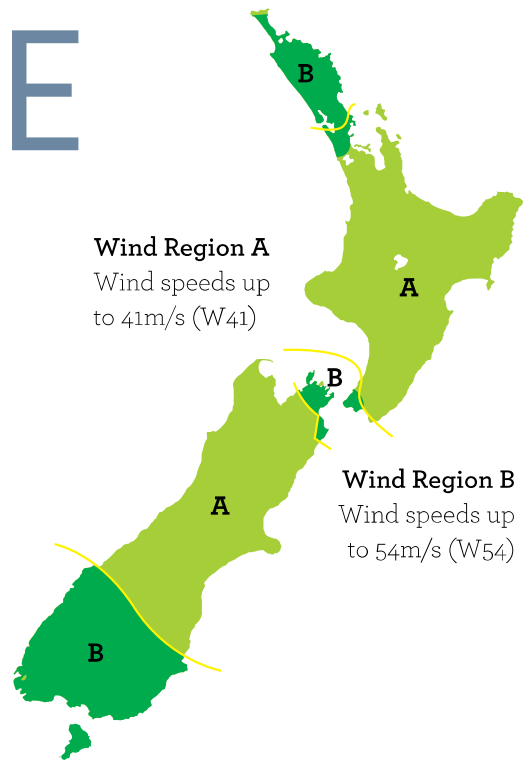 E
B
Wind Region A
Wind speeds up
to 41m/s (W41)
A
B
Wind Region B
Wind speeds up
to 54m/s (W54)
A
B